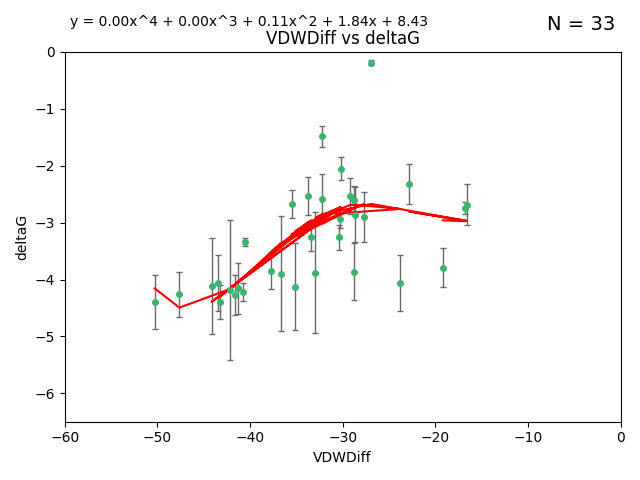 y = 0.00x^4 + 0.00x^3 + 0.11x^2 + 1.84x + 8.43
N = 33
VDWDiff vs deltaG
0
−1
−2
−3
−4
−5
−6
deltaG
−60 −50 −40 −30 −20 −10 0
VDWDiff